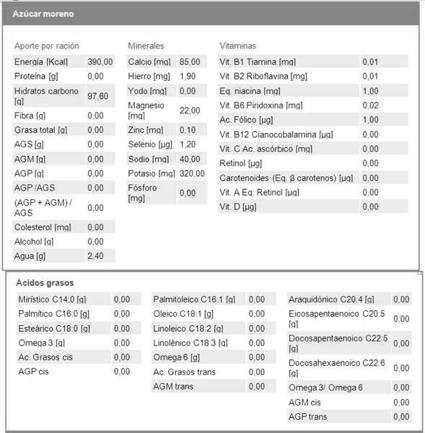 Azúcar moreno
Aporte por ración
Energía [Kcal] 390,00
Proteína [g] 0,00
Hidratos carbono
[g] 97,60
Fibra [g] 0,00
Grasa total [g] 0,00
AGS [g] 0,00
AGM [g] 0,00
AGP [g] 0,00
AGP /AGS 0,00
(AGP + AGM) /
AGS 0,00
Colesterol [mg] 0,00
Alcohol [g] 0,00
Agua [g] 2,40
Minerales
Calcio [mg] 85,00
Hierro [mg] 1,90
Yodo [mg] 0,00
Magnesio
[mg] 22,00
Zinc [mg] 0,10
Selenio [µg] 1,20
Sodio [mg] 40,00
Potasio [mg] 320,00
Fósforo
[mg] 0,00
Vitaminas
Vit. B1 Tiamina [mg] 0,01
Vit. B2 Riboflavina [mg] 0,01
Eq. niacina [mg] 1,00
Vit. B6 Piridoxina [mg] 0,02
Ac. Fólico [µg] 1,00
Vit. B12 Cianocobalamina [µg] 0,00
Vit. C Ac. ascórbico [mg] 0,00
Retinol [µg] 0,00
Carotenoides (Eq. β carotenos) [µg] 0,00
Vit. A Eq. Retincl [µg] 0,00
Vit. D [µg] 0,00
Ácidos grasos
Mirístico C14:0 [g] 0,00
Palmítico C16:0 [g] 0,00
Esteárico C18:0 [g] 0,00
Omega 3 [g] 0,00
Ac. Grasos cis 0,00
AGP cis 0,00
Palmitoleico C16:1 [g] 0,00
Oleico C18:1 [g] 0,00
Linoleico C18:2 [g] 0,00
Linolénico C18:3 [g] 0,00
Omega 6 [g] 0,00
Ac. Grasos trans 0,00
AGM trans 0,00
Araquidónico C20:4 [g] 0,00
Eicosapentaenoico C20:5
[g] 0,00
Docosapentaenoico C22:5
[g] 0,00
Docosahexaenoico C22:6
[g] 0,00
Omega 3/ Omega 6 0,00
AGM cis 0,00
AGP trans 0,00